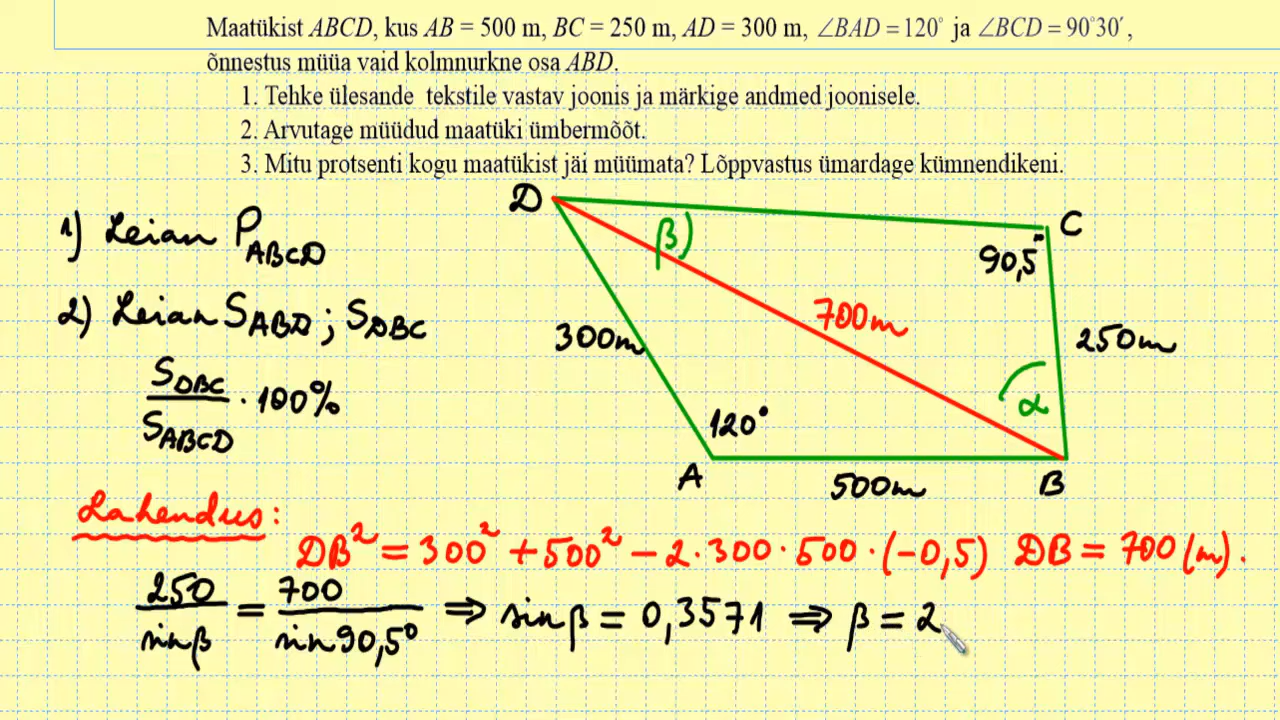 Maatükist ABCD, kus AB = 500 m, BC = 250 m, AD = 300 m, ∠BAD = 120° ja ∠BCD = 90°30′,
õnnestus müüa vaid kolmnurkne osa ABD.
1. Tehke ülesande tekstile vastav joonis ja märkige andmed joonisele.
2. Arvutage müüdud maatüki ümbermõõt.
3. Mitu protsenti kogu maatükist jäi müümata? Lõppvastus ümardage kümnendikeni.
D
C
β)
90,5°
1) Leian P_ABCD
2) Leian S_ABD ; S_DBC
700m
300m
250m
S_DBC / S_ABCD · 100%
α
120°
A
500m
B
Lahendus:
DB² = 300² + 500² − 2·300·500·(−0,5) DB = 700 (m).
250 / sinβ = 700 / sin90,5° ⇒ sinβ = 0,3571 ⇒ β = 2